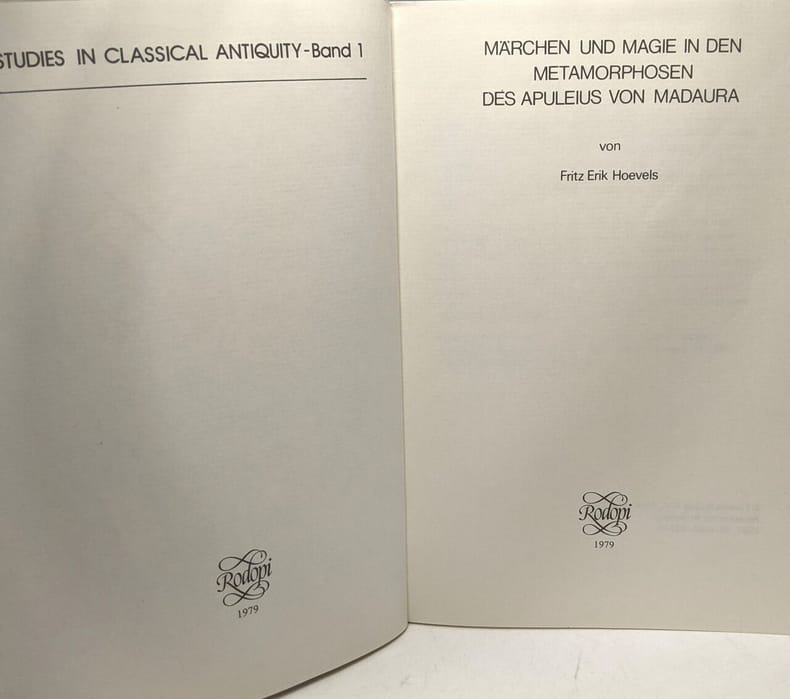 STUDIES IN CLASSICAL ANTIQUITY-Band 1
Rodopi
1979
MÄRCHEN UND MAGIE IN DEN
METAMORPHOSEN
DES APULEIUS VON MADAURA
von
Fritz Erik Hoevels
Rodopi
1979